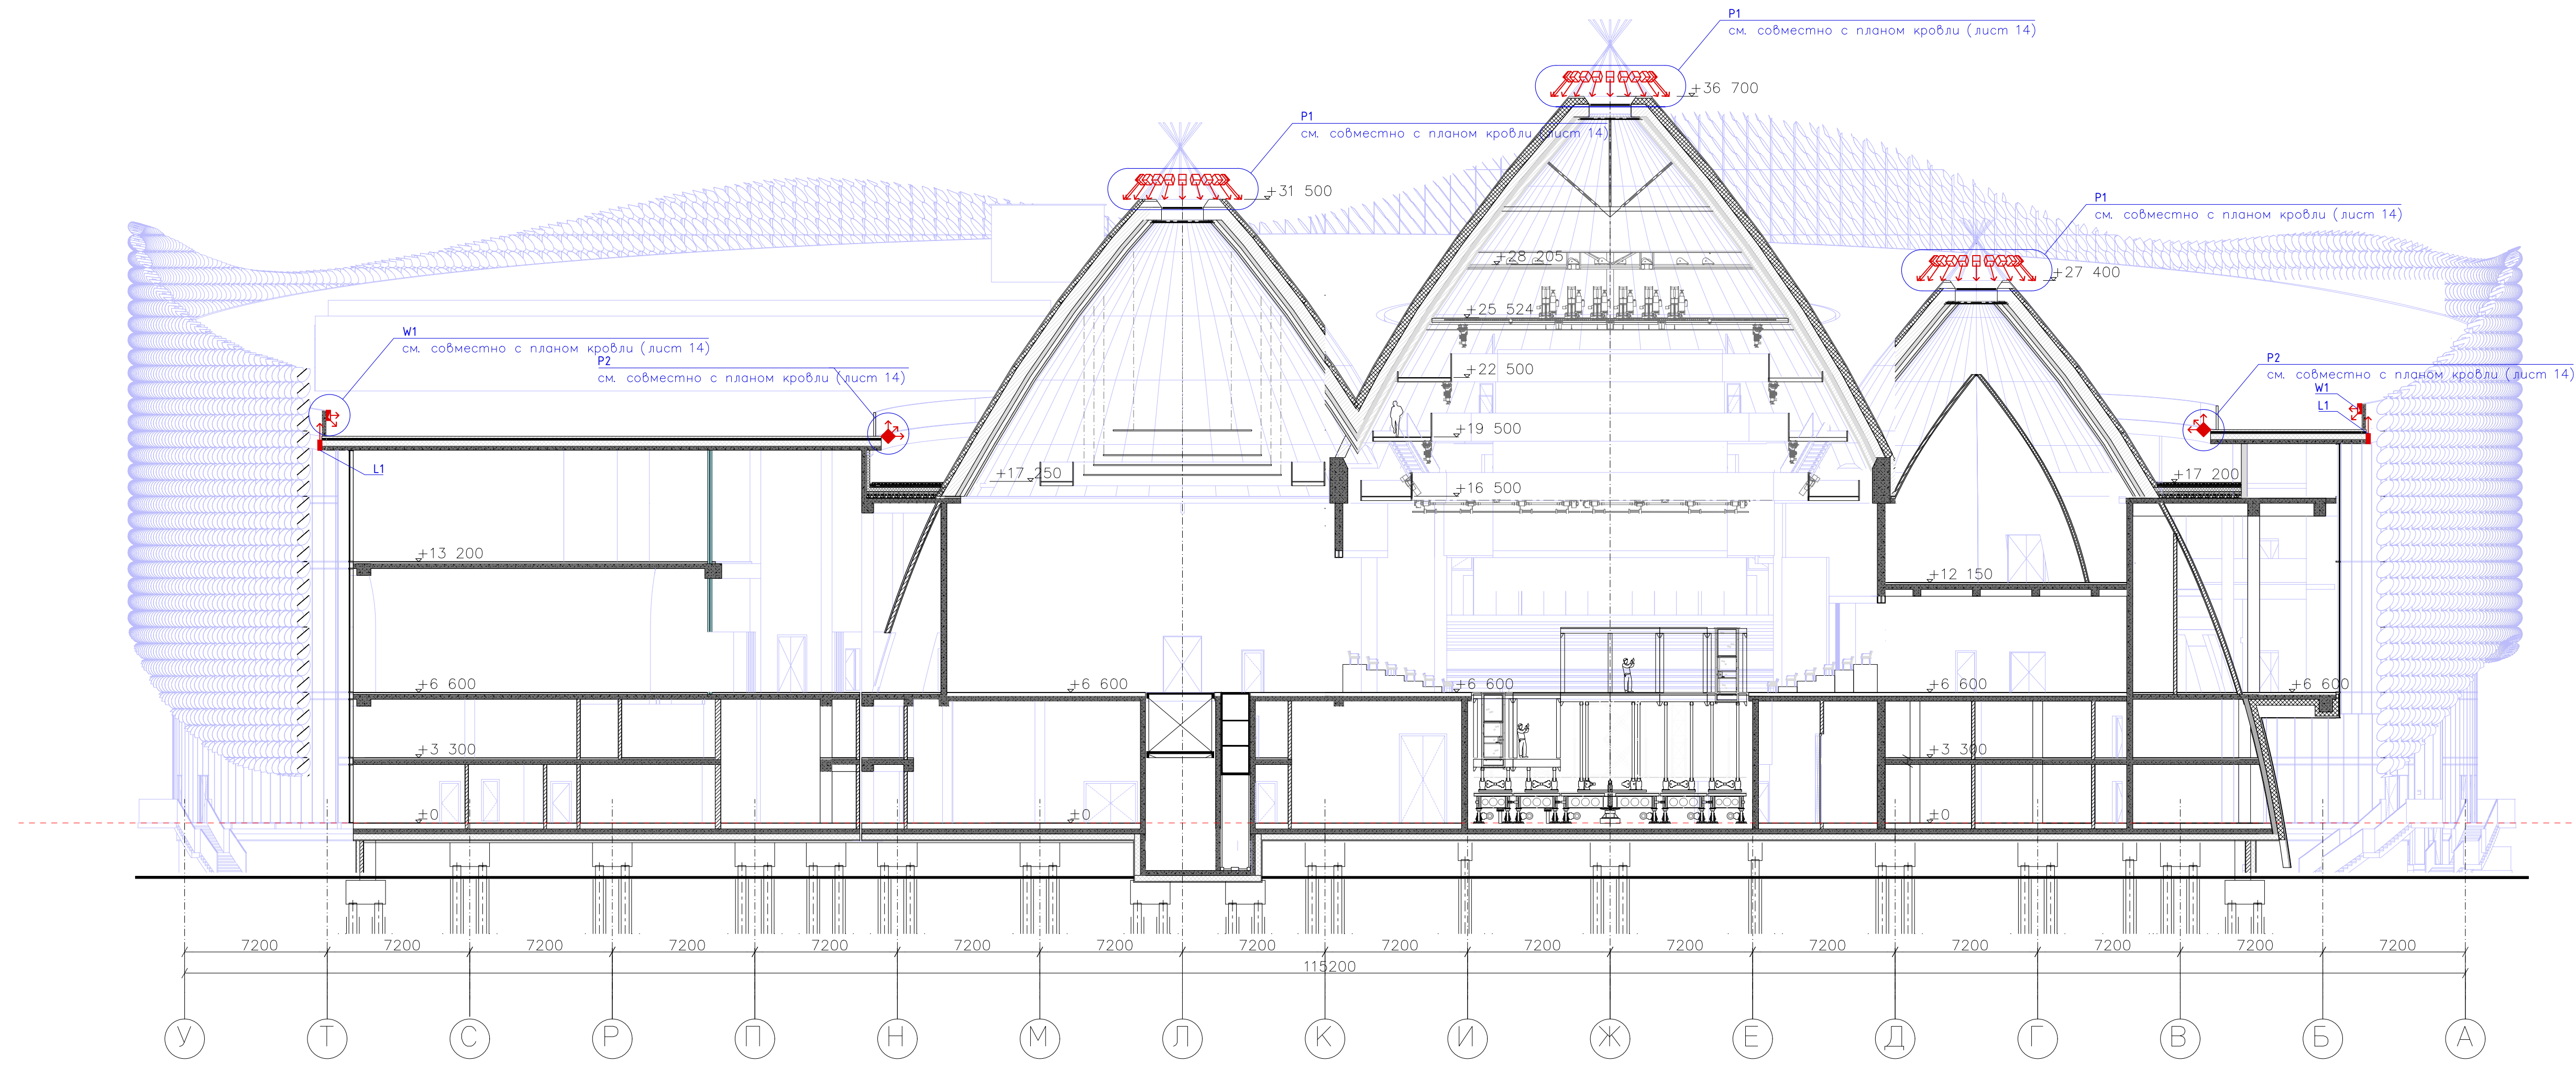 P1
см. совместно с планом кровли (лист 14)
+36 700
P1
см. совместно с планом кровли (лист 14)
+31 500
P1
см. совместно с планом кровли (лист 14)
+27 400
+28 205
+25 524
W1
см. совместно с планом кровли (лист 14)
P2
см. совместно с планом кровли (лист 14)
P2
см. совместно с планом кровли (лист 14)
W1
L1
+22 500
+19 500
L1
+17 250
+17 200
+16 500
+13 200
+12 150
+6 600
+6 600
+6 600
+6 600
+6 600
+3 300
+3 300
+0
+0
+0
7200 7200 7200 7200 7200 7200 7200 7200 7200 7200 7200 7200 7200 7200 7200 7200
115200
У Т С Р П Н М Л К И Ж Е Д Г В Б А